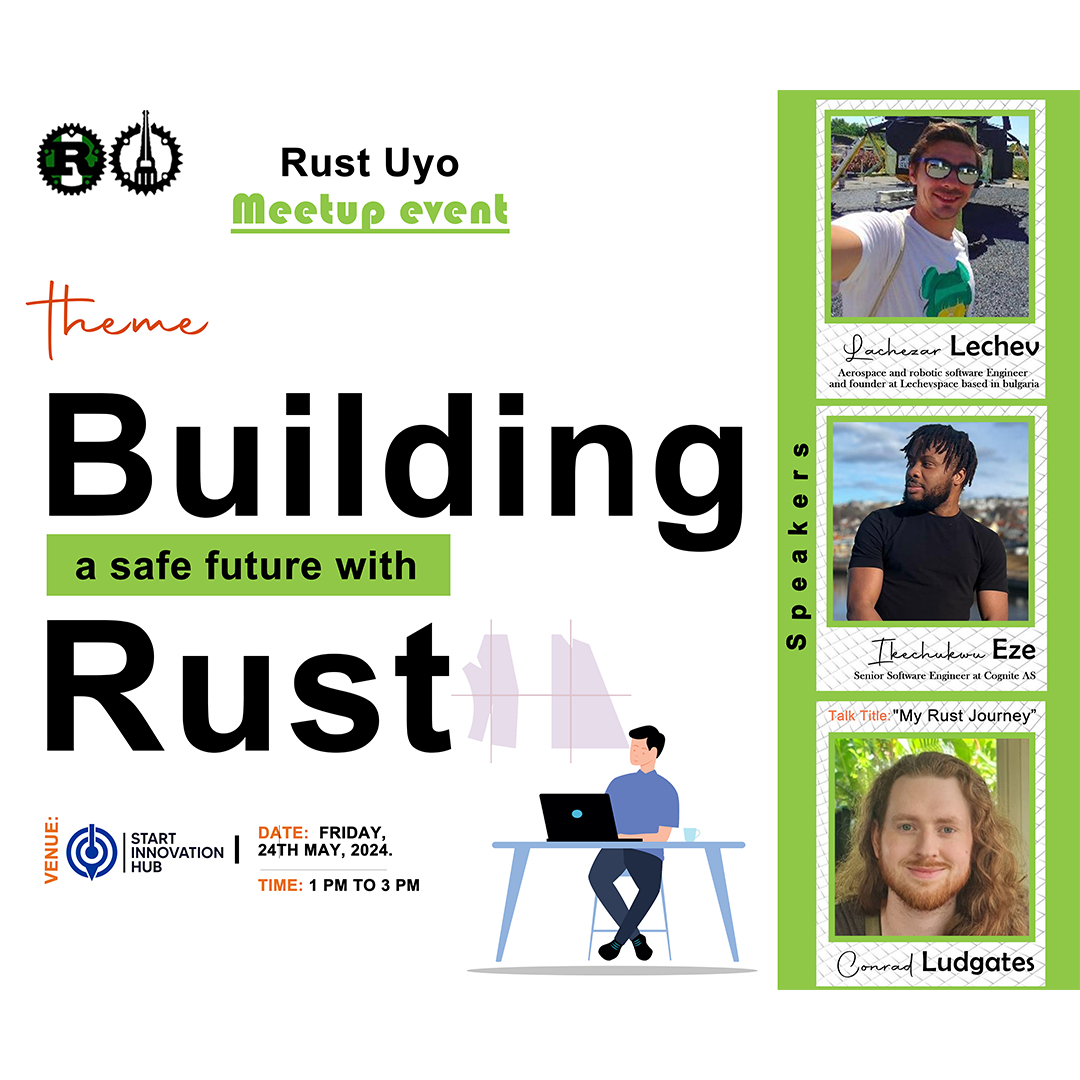 R
Rust Uyo
Meetup event
theme
Building
a safe future with
Rust
VENUE:
START
INNOVATION
HUB
DATE: FRIDAY,
24TH MAY, 2024.
TIME: 1 PM TO 3 PM
Speakers
Lachezar Lechev
Aerospace and robotic software Engineer
and founder at Lechevspace based in bulgaria
Ikechukwu Eze
Senior Software Engineer at Cognite AS
Talk Title:"My Rust Journey”
Conrad Ludgates